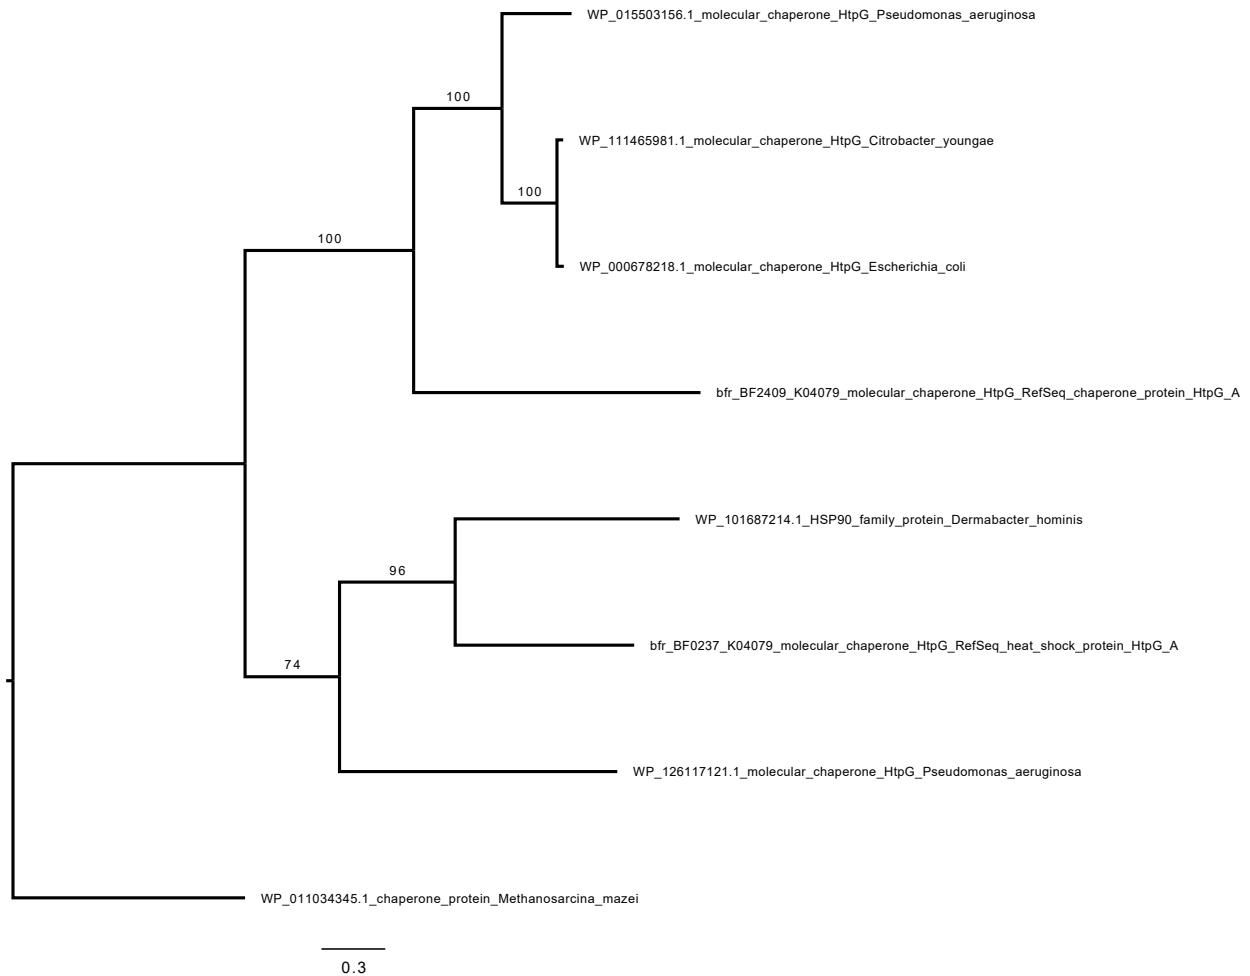 WP_015503156.1_molecular_chaperone_HtpG_Pseudomonas_aeruginosa
100
WP_111465981.1_molecular_chaperone_HtpG_Citrobacter_youngae
100
100
WP_000678218.1_molecular_chaperone_HtpG_Escherichia_coli
bfr_BF2409_K04079_molecular_chaperone_HtpG_RefSeq_chaperone_protein_HtpG_A
WP_101687214.1_HSP90_family_protein_Dermabacter_hominis
96
bfr_BF0237_K04079_molecular_chaperone_HtpG_RefSeq_heat_shock_protein_HtpG_A
74
WP_126117121.1_molecular_chaperone_HtpG_Pseudomonas_aeruginosa
WP_011034345.1_chaperone_protein_Methanosarcina_mazei
0.3